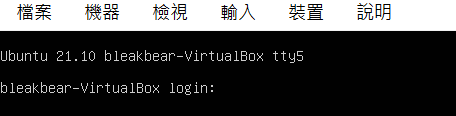 檔案 機器 檢視 輸入 裝置 說明
Ubuntu 21.10 bleakbear-VirtualBox tty5
bleakbear-VirtualBox login: